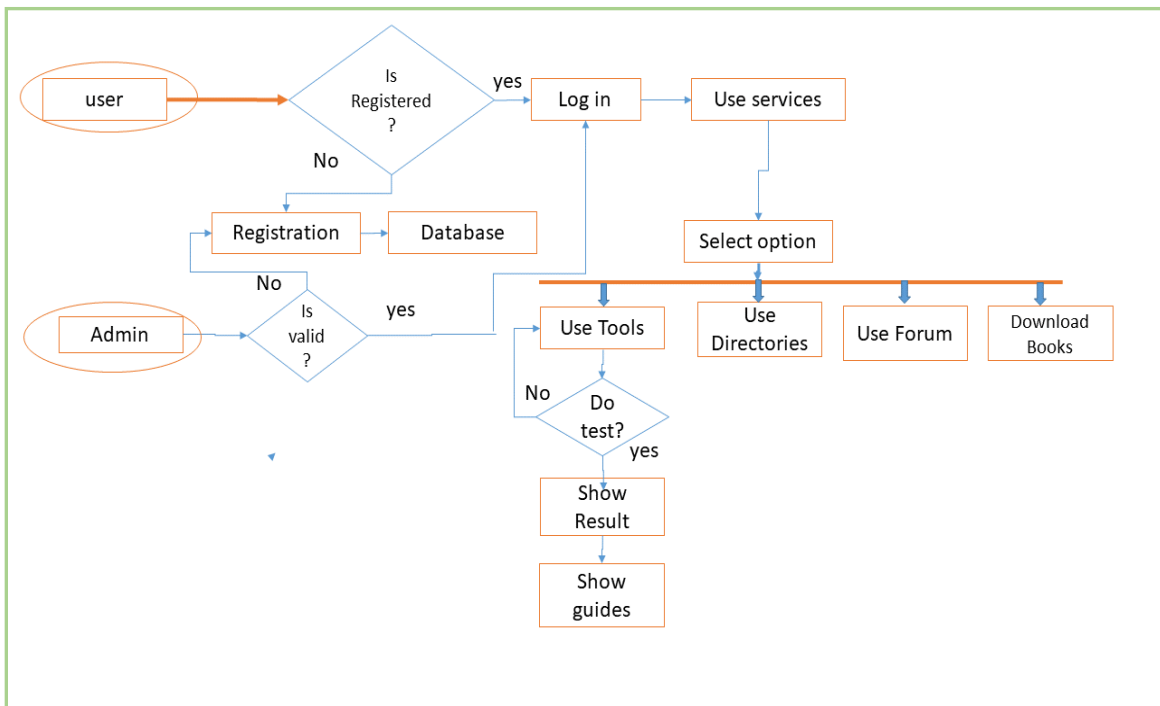 user
Is
Registered
?
yes
Log in
Use services
No
Registration
Database
Select option
No
Admin
Is
valid
?
yes
Use Tools
Use
Directories
Use Forum
Download
Books
No
Do
test?
yes
Show
Result
Show
guides